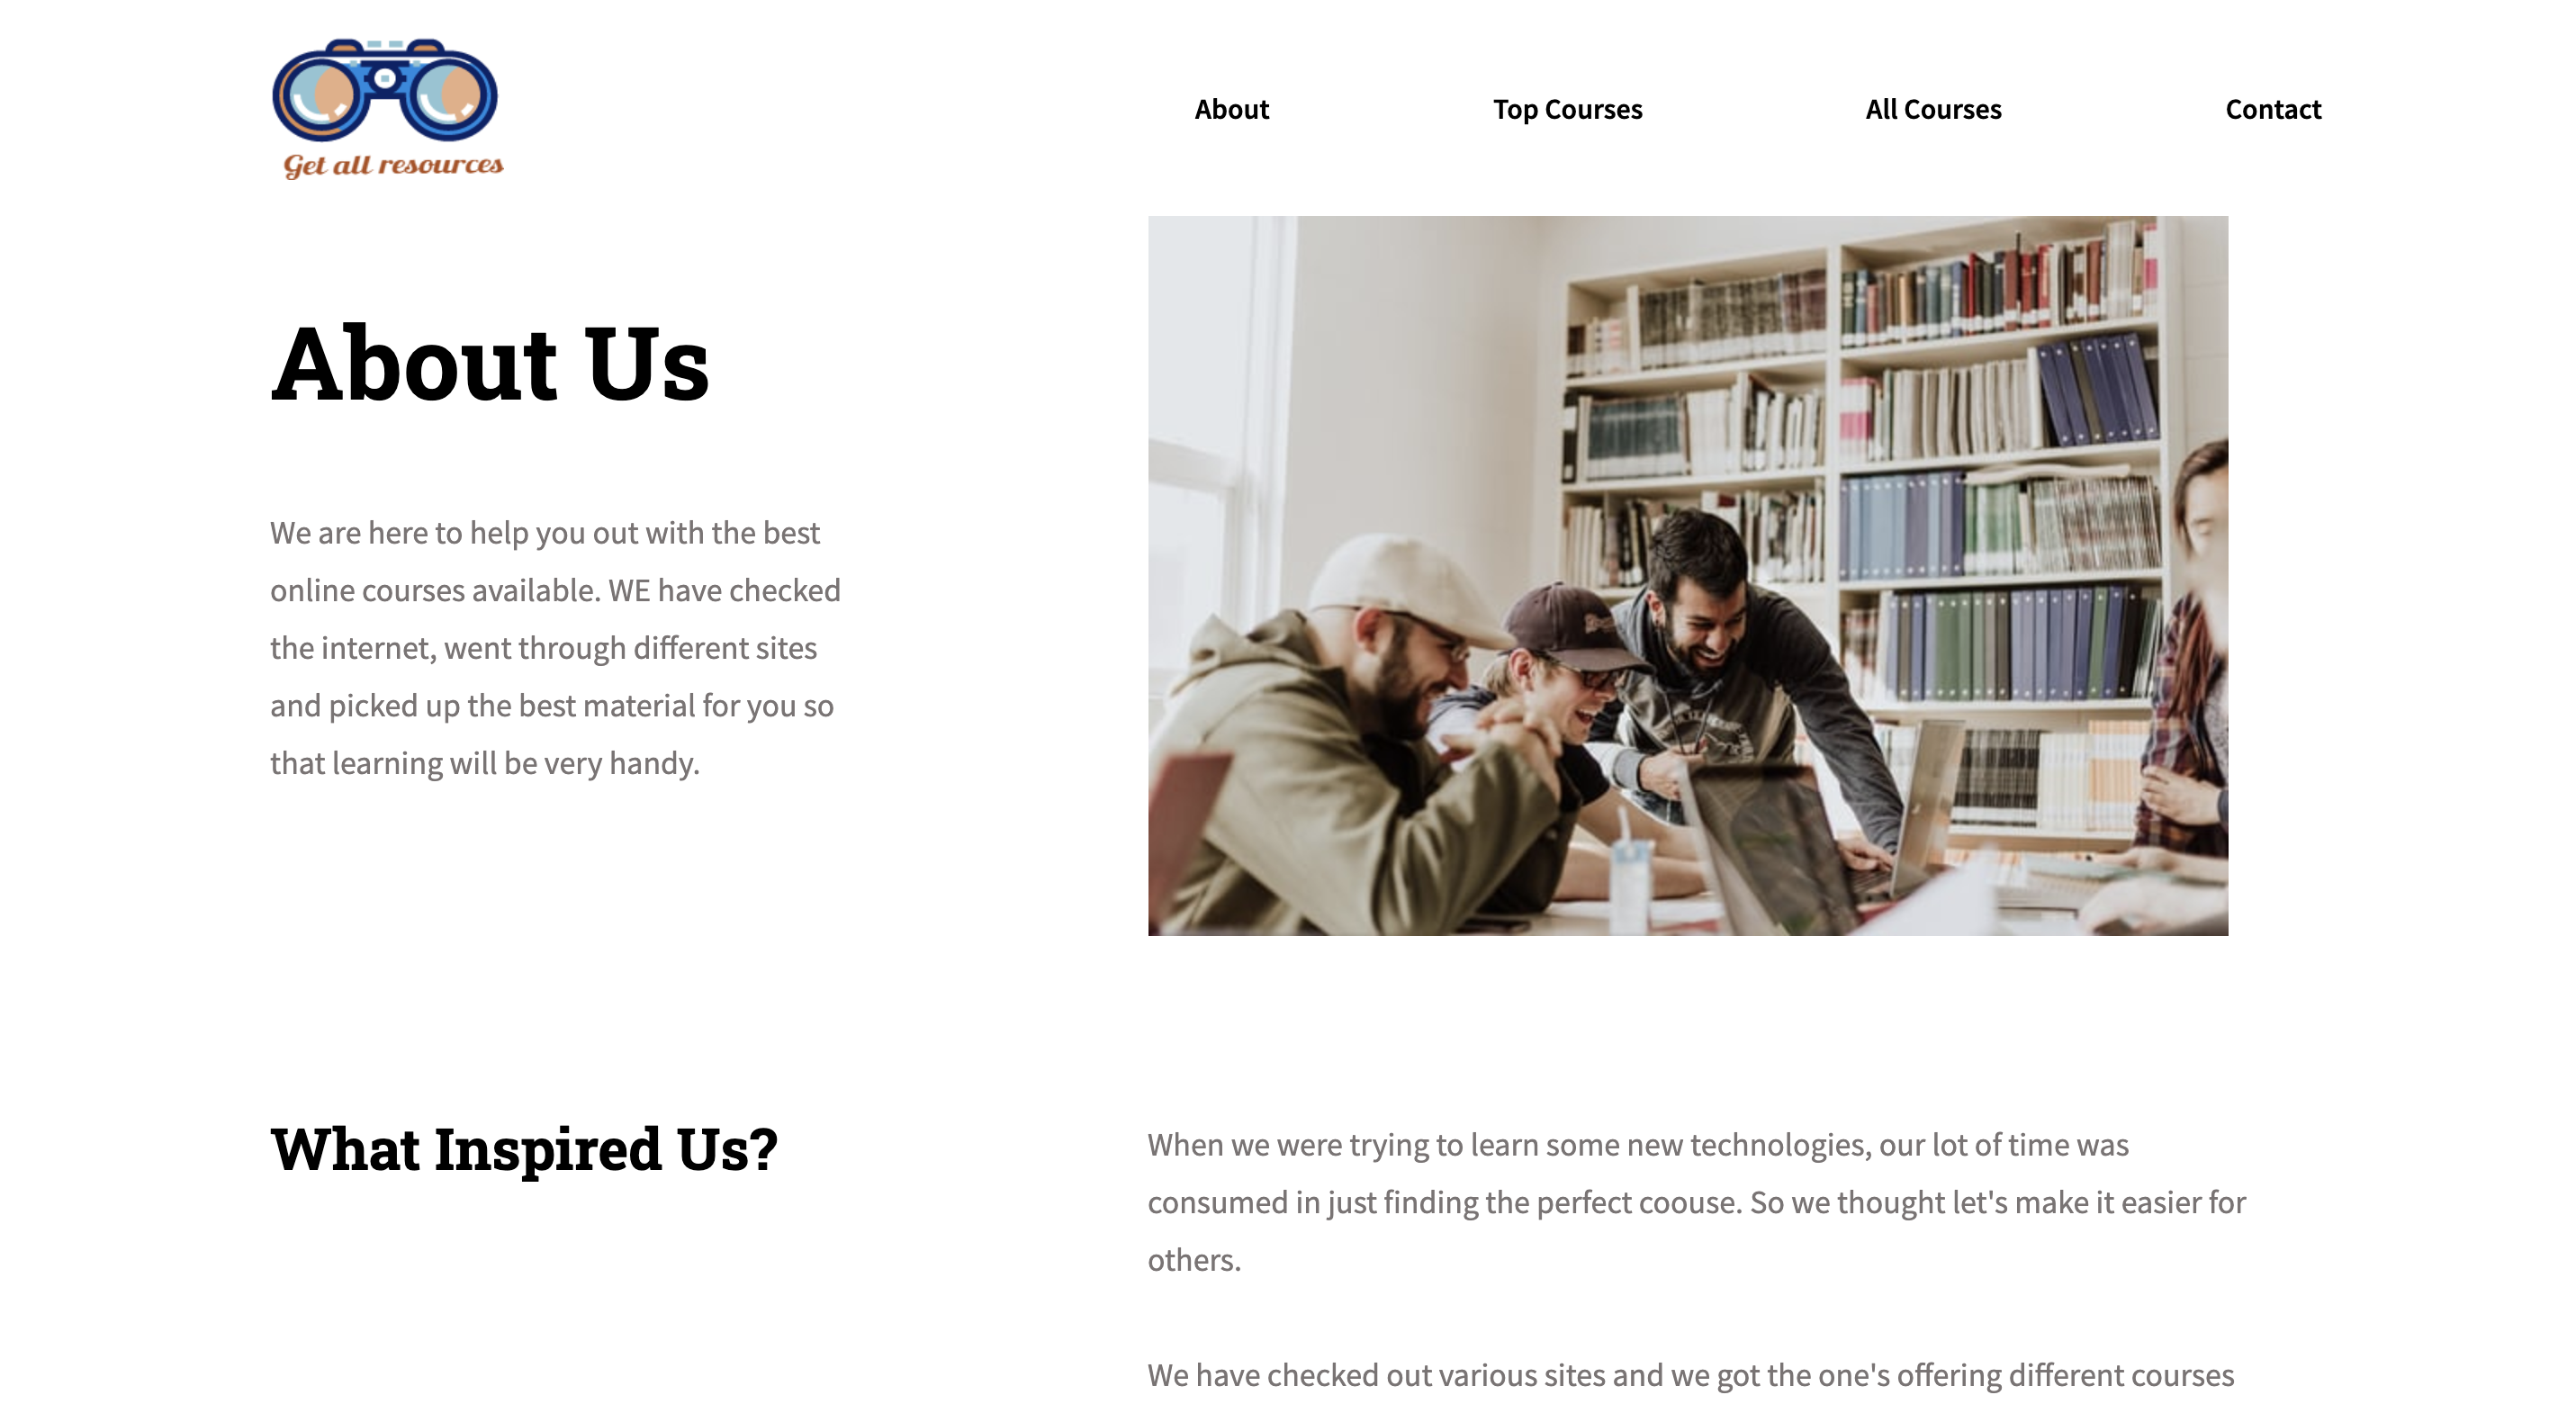 Get all resources
About
Top Courses
All Courses
Contact
About Us
We are here to help you out with the best
online courses available. WE have checked
the internet, went through different sites
and picked up the best material for you so
that learning will be very handy.
What Inspired Us?
When we were trying to learn some new technologies, our lot of time was
consumed in just finding the perfect coouse. So we thought let's make it easier for
others.
We have checked out various sites and we got the one's offering different courses